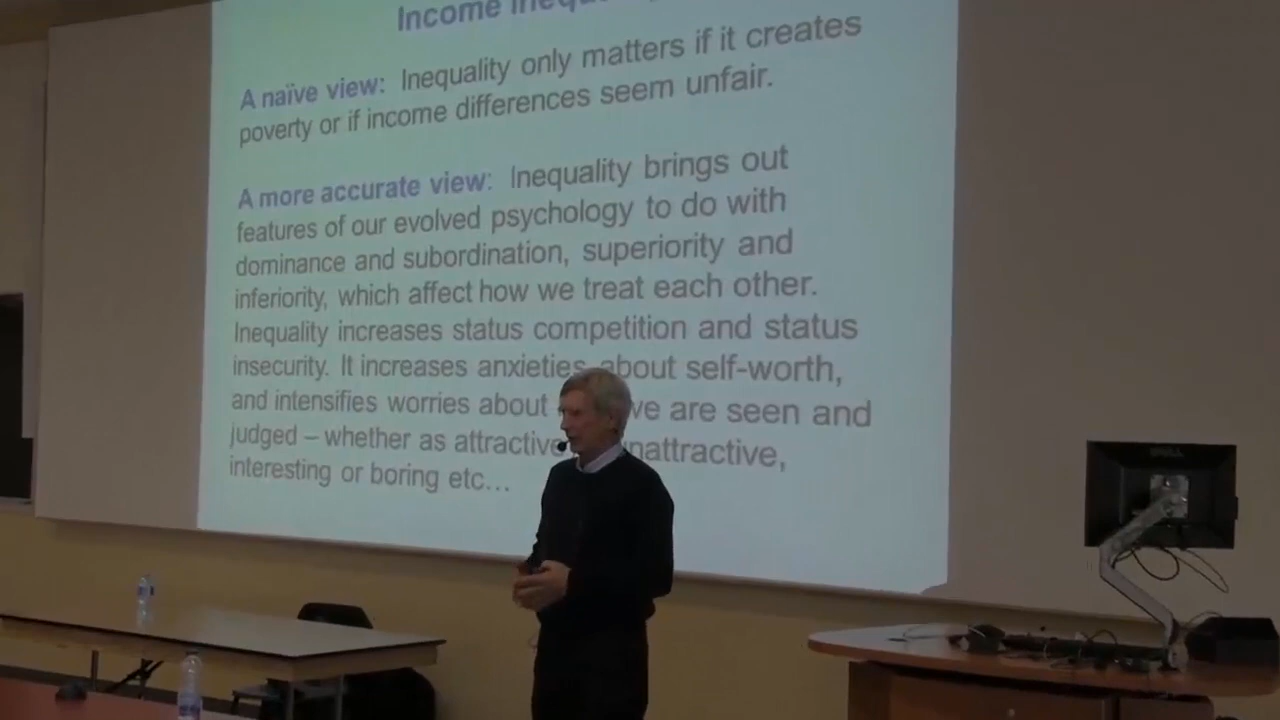 Income
A naïve view: Inequality only matters if it creates
poverty or if income differences seem unfair.
A more accurate view: Inequality brings out
features of our evolved psychology to do with
dominance and subordination, superiority and
inferiority, which affect how we treat each other.
Inequality increases status competition and status
insecurity. It increases anxieties about self-worth,
and intensifies worries about we are seen and
judged – whether as attractive unattractive,
interesting or boring etc…
DELL